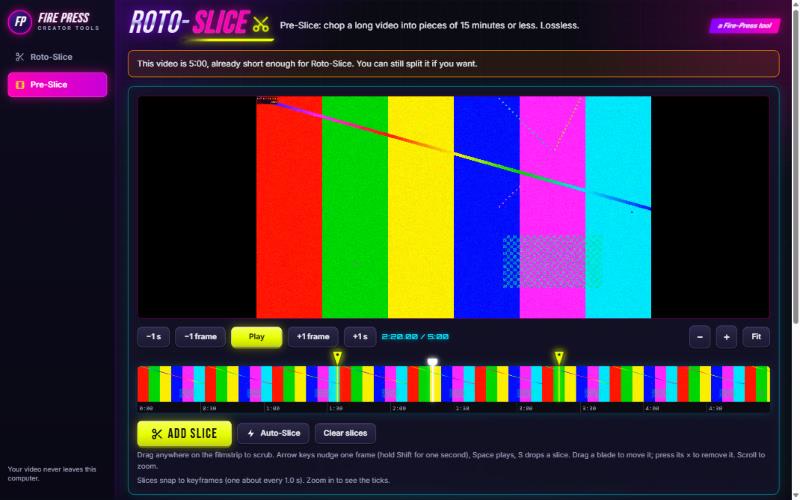 FP FIRE PRESS
CREATOR TOOLS
Roto-Slice
Pre-Slice
ROTO-SLICE
Pre-Slice: chop a long video into pieces of 15 minutes or less. Lossless.
a Fire-Press tool
This video is 5:00, already short enough for Roto-Slice. You can still split it if you want.
−1 s
−1 frame
Play
+1 frame
+1 s
2:20.00 / 5:00
−
+
Fit
0:00 0:30 1:00 1:30 2:00 2:30 3:00 3:30 4:00 4:30
ADD SLICE
Auto-Slice
Clear slices
Drag anywhere on the filmstrip to scrub. Arrow keys nudge one frame (hold Shift for one second), Space plays, S drops a slice. Drag a blade to move it; press its × to remove it. Scroll to
zoom.
Slices snap to keyframes (one about every 1.0 s). Zoom in to see the ticks.
Your video never leaves this
computer.